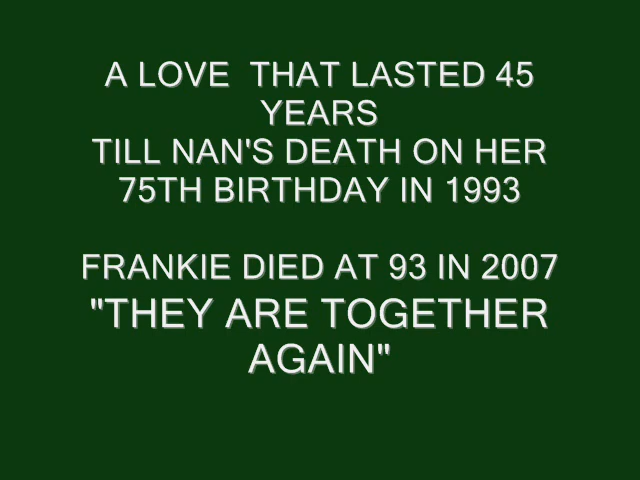 A LOVE  THAT LASTED 45
YEARS
TILL NAN'S DEATH ON HER
75TH BIRTHDAY IN 1993
FRANKIE DIED AT 93 IN 2007
"THEY ARE TOGETHER
AGAIN"